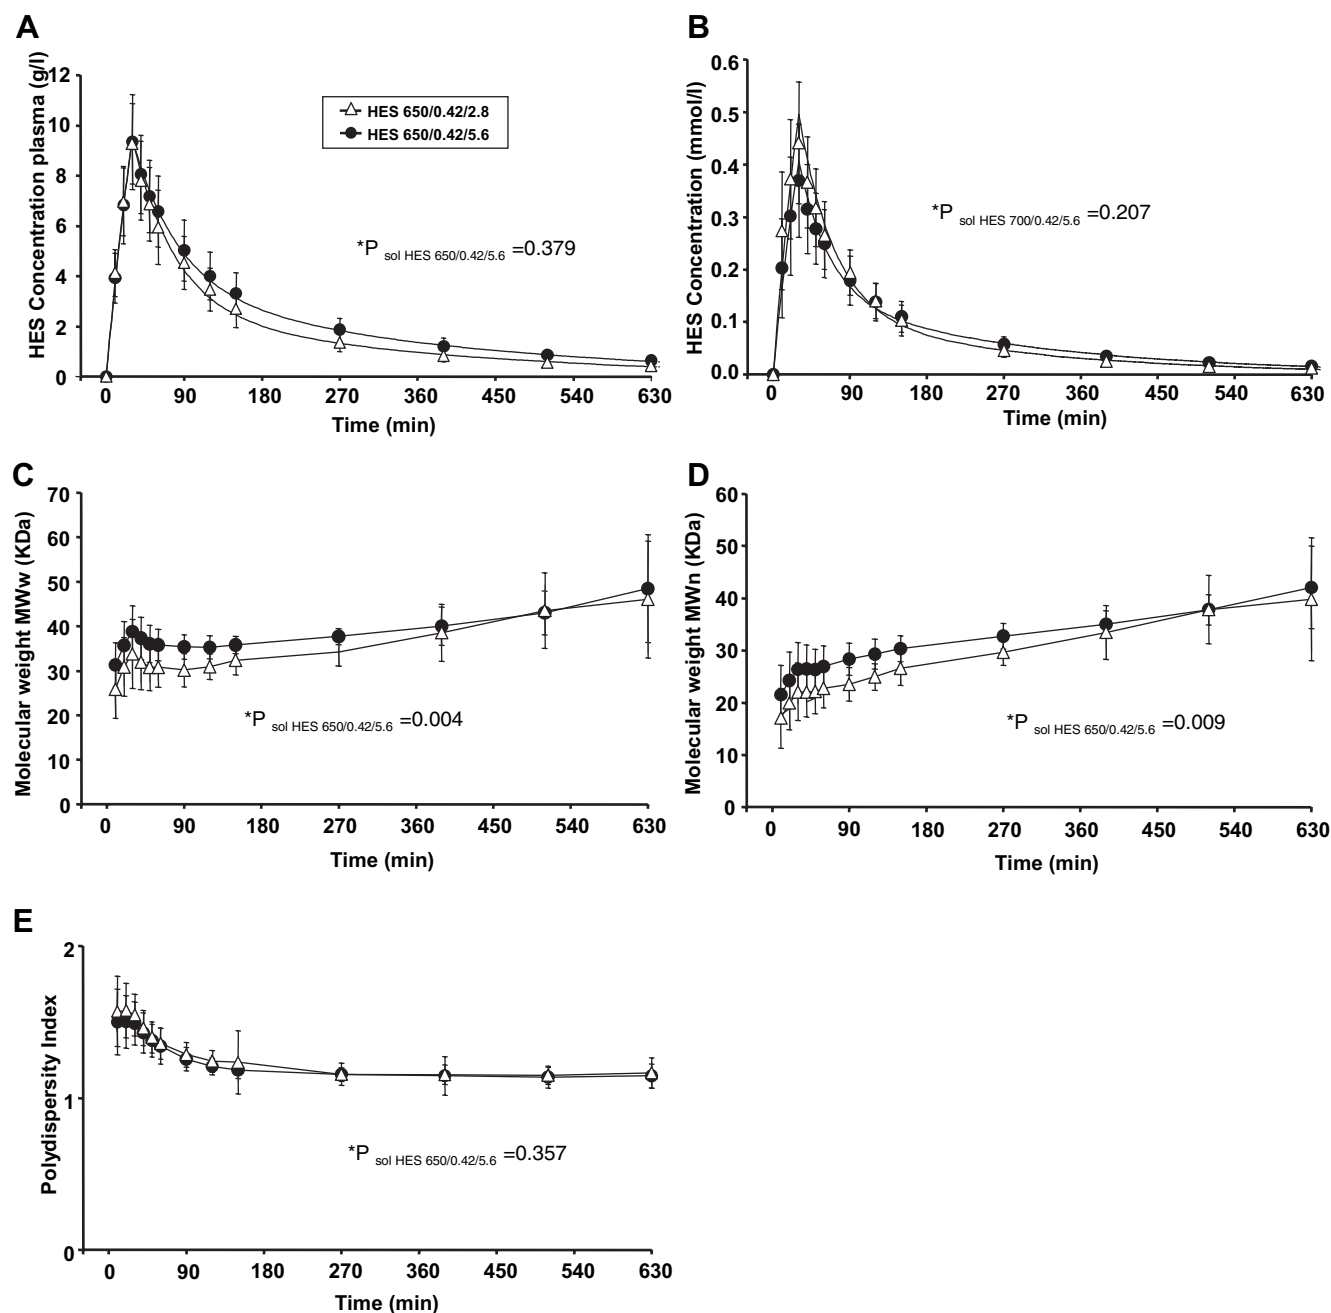 A
HES Concentration plasma (g/l)
12
10
8
6
4
2
0
HES 650/0.42/2.8
HES 650/0.42/5.6
*P sol HES 650/0.42/5.6 =0.379
0 90 180 270 360 450 540 630
Time (min)
B
HES Concentration (mmol/l)
0.6
0.5
0.4
0.3
0.2
0.1
0.0
*P sol HES 700/0.42/5.6 =0.207
0 90 180 270 360 450 540 630
Time (min)
C
Molecular weight MWw (KDa)
70
60
50
40
30
20
10
0
*P sol HES 650/0.42/5.6 =0.004
0 90 180 270 360 450 540 630
Time (min)
D
Molecular weight MWn (KDa)
60
50
40
30
20
10
0
*P sol HES 650/0.42/5.6 =0.009
0 90 180 270 360 450 540 630
Time (min)
E
Polydispersity Index
2
1
0
*P sol HES 650/0.42/5.6 =0.357
0 90 180 270 360 450 540 630
Time (min)